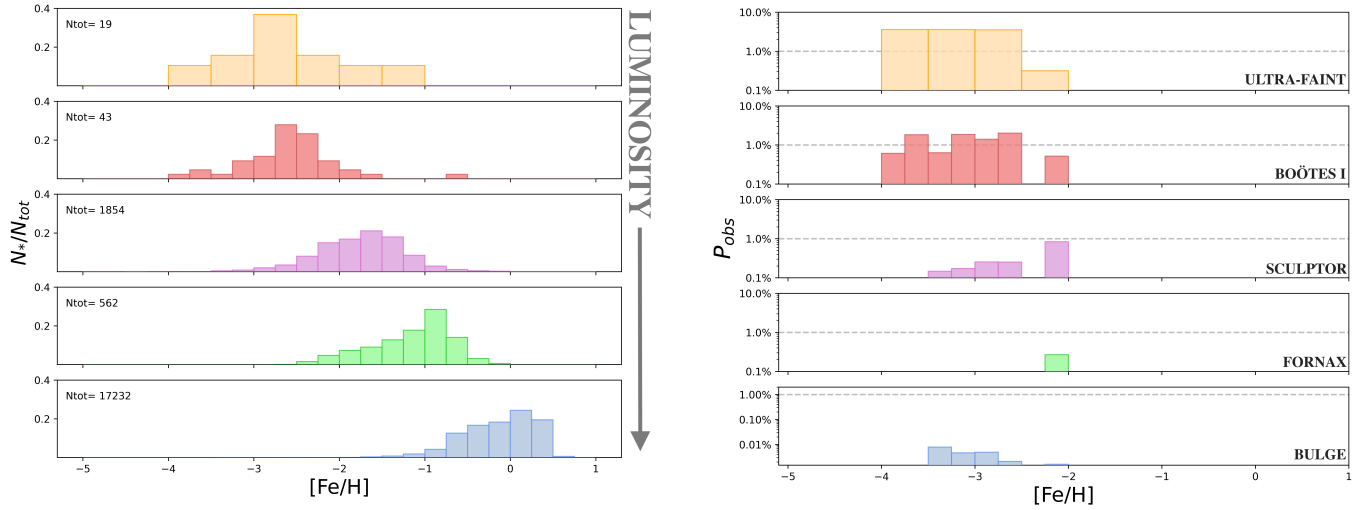 0.4
0.2
Ntot= 19
0.4
0.2
Ntot= 43
0.4
0.2
Ntot= 1854
0.4
0.2
Ntot= 562
0.4
0.2
Ntot= 17232
N*/Ntot
−5 −4 −3 −2 −1 0 1
[Fe/H]
LUMINOSITY
10.0%
1.0%
0.1%
ULTRA-FAINT
10.0%
1.0%
0.1%
BOÖTES I
10.0%
1.0%
0.1%
SCULPTOR
10.0%
1.0%
0.1%
FORNAX
1.00%
0.01%
BULGE
Pobs
−5 −4 −3 −2 −1 0 1
[Fe/H]